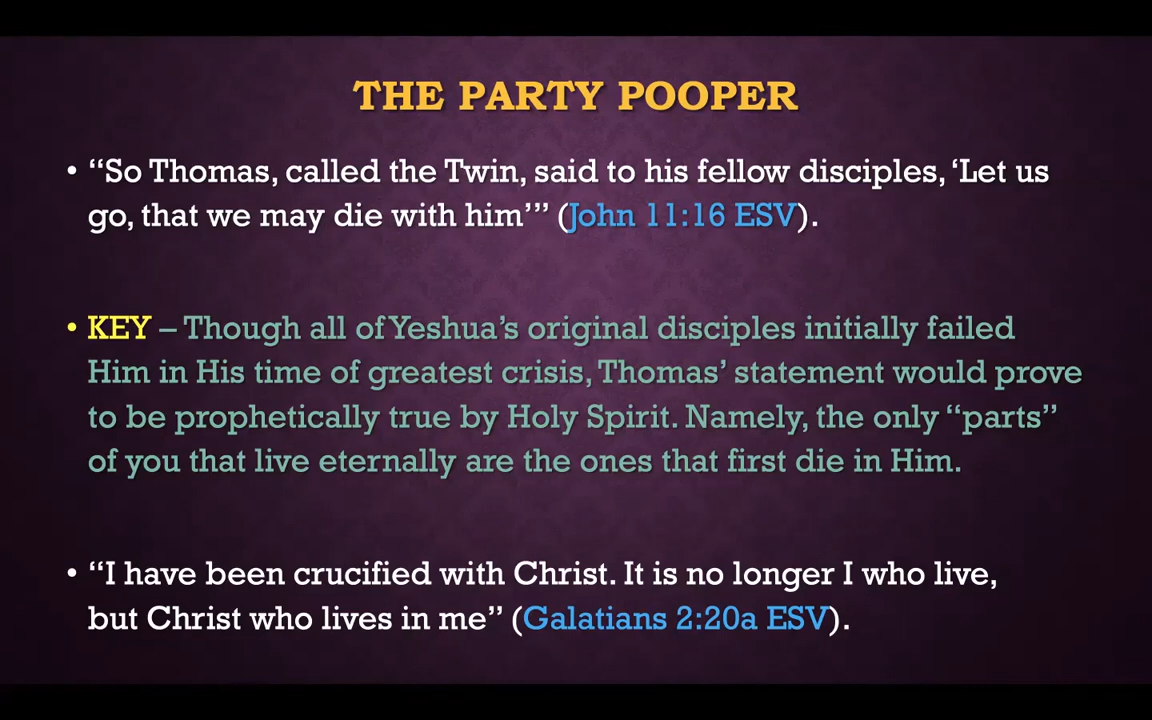 THE PARTY POOPER
• “So Thomas, called the Twin, said to his fellow disciples, ‘Let us
go, that we may die with him’” (John 11:16 ESV).
• KEY – Though all of Yeshua’s original disciples initially failed
Him in His time of greatest crisis, Thomas’ statement would prove
to be prophetically true by Holy Spirit. Namely, the only “parts”
of you that live eternally are the ones that first die in Him.
• “I have been crucified with Christ. It is no longer I who live,
but Christ who lives in me” (Galatians 2:20a ESV).